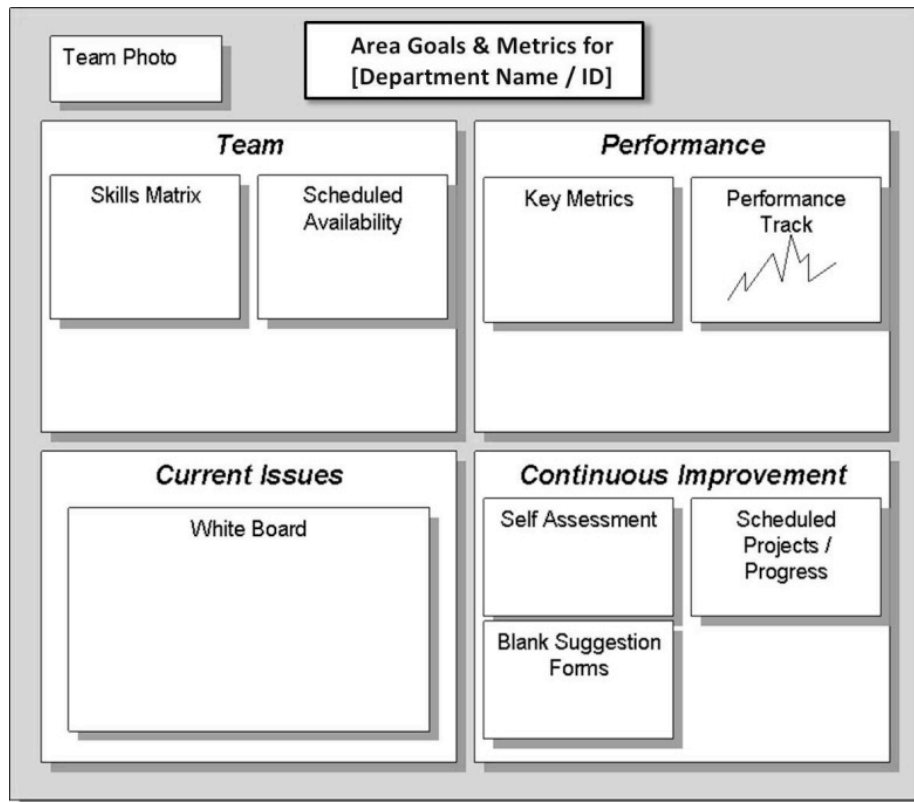 Team Photo
Area Goals & Metrics for
[Department Name / ID]
Team
Skills Matrix
Scheduled
Availability
Performance
Key Metrics
Performance
Track
Current Issues
White Board
Continuous Improvement
Self Assessment
Scheduled
Projects /
Progress
Blank Suggestion
Forms